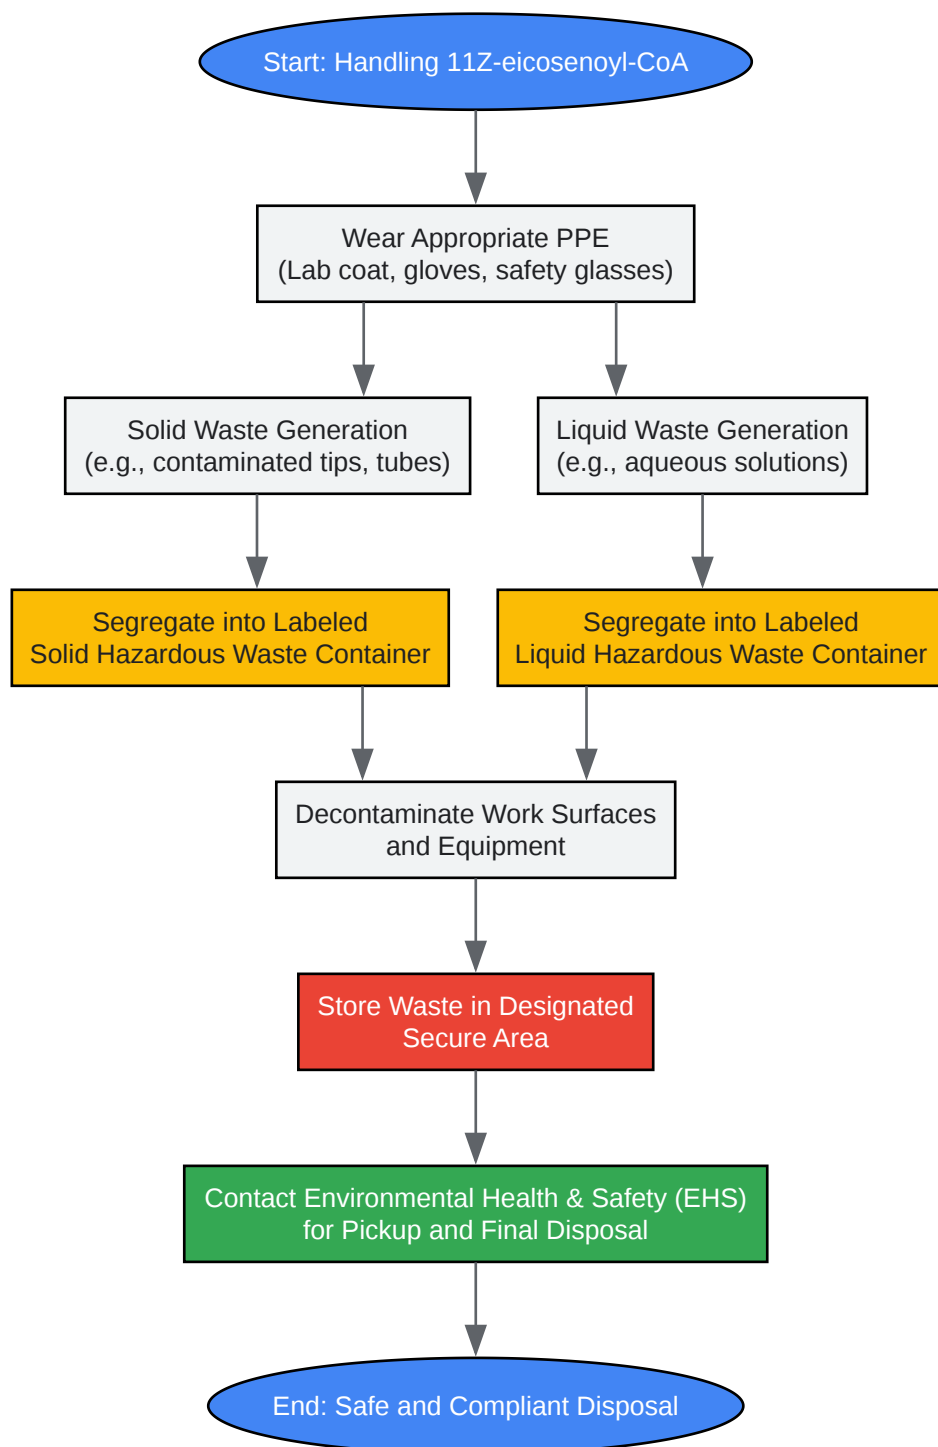 Start: Handling 11Z-eicosenoyl-CoA
Wear Appropriate PPE
(Lab coat, gloves, safety glasses)
Solid Waste Generation
(e.g., contaminated tips, tubes)
Liquid Waste Generation
(e.g., aqueous solutions)
Segregate into Labeled
Solid Hazardous Waste Container
Segregate into Labeled
Liquid Hazardous Waste Container
Decontaminate Work Surfaces
and Equipment
Store Waste in Designated
Secure Area
Contact Environmental Health & Safety (EHS)
for Pickup and Final Disposal
End: Safe and Compliant Disposal